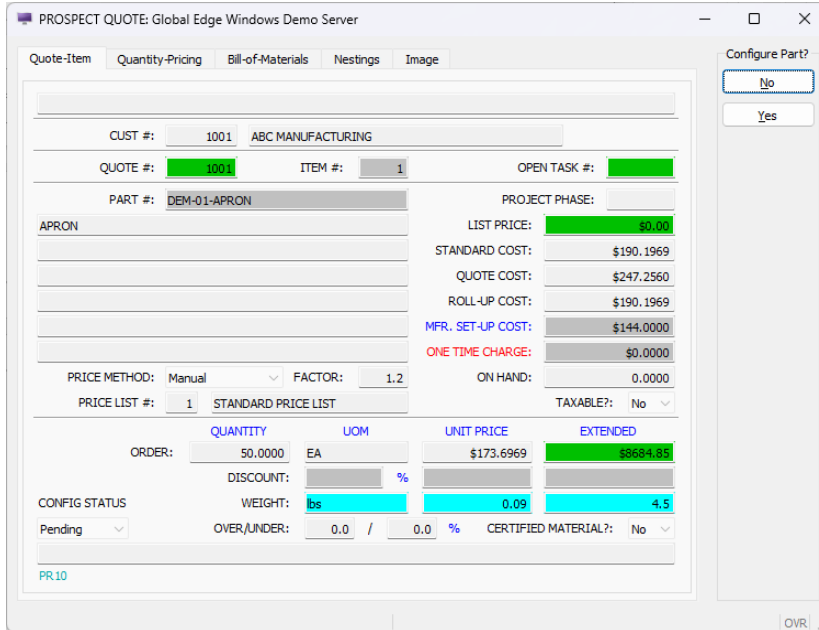 PROSPECT QUOTE: Global Edge Windows Demo Server
Quote-Item Quantity-Pricing Bill-of-Materials Nestings Image
Configure Part?
No
Yes
CUST #: 1001 ABC MANUFACTURING
QUOTE #: 1001 ITEM #: 1 OPEN TASK #:
PART #: DEM-01-APRON PROJECT PHASE:
APRON LIST PRICE: $0.00
STANDARD COST: $190.1969
QUOTE COST: $247.2560
ROLL-UP COST: $190.1969
MFR. SET-UP COST: $144.0000
ONE TIME CHARGE: $0.0000
PRICE METHOD: Manual FACTOR: 1.2 ON HAND: 0.0000
PRICE LIST #: 1 STANDARD PRICE LIST TAXABLE?: No
QUANTITY UOM UNIT PRICE EXTENDED
ORDER: 50.0000 EA $173.6969 $8684.85
DISCOUNT: %
CONFIG STATUS WEIGHT: lbs 0.09 4.5
Pending OVER/UNDER: 0.0 / 0.0 % CERTIFIED MATERIAL?: No
PR10
OVR